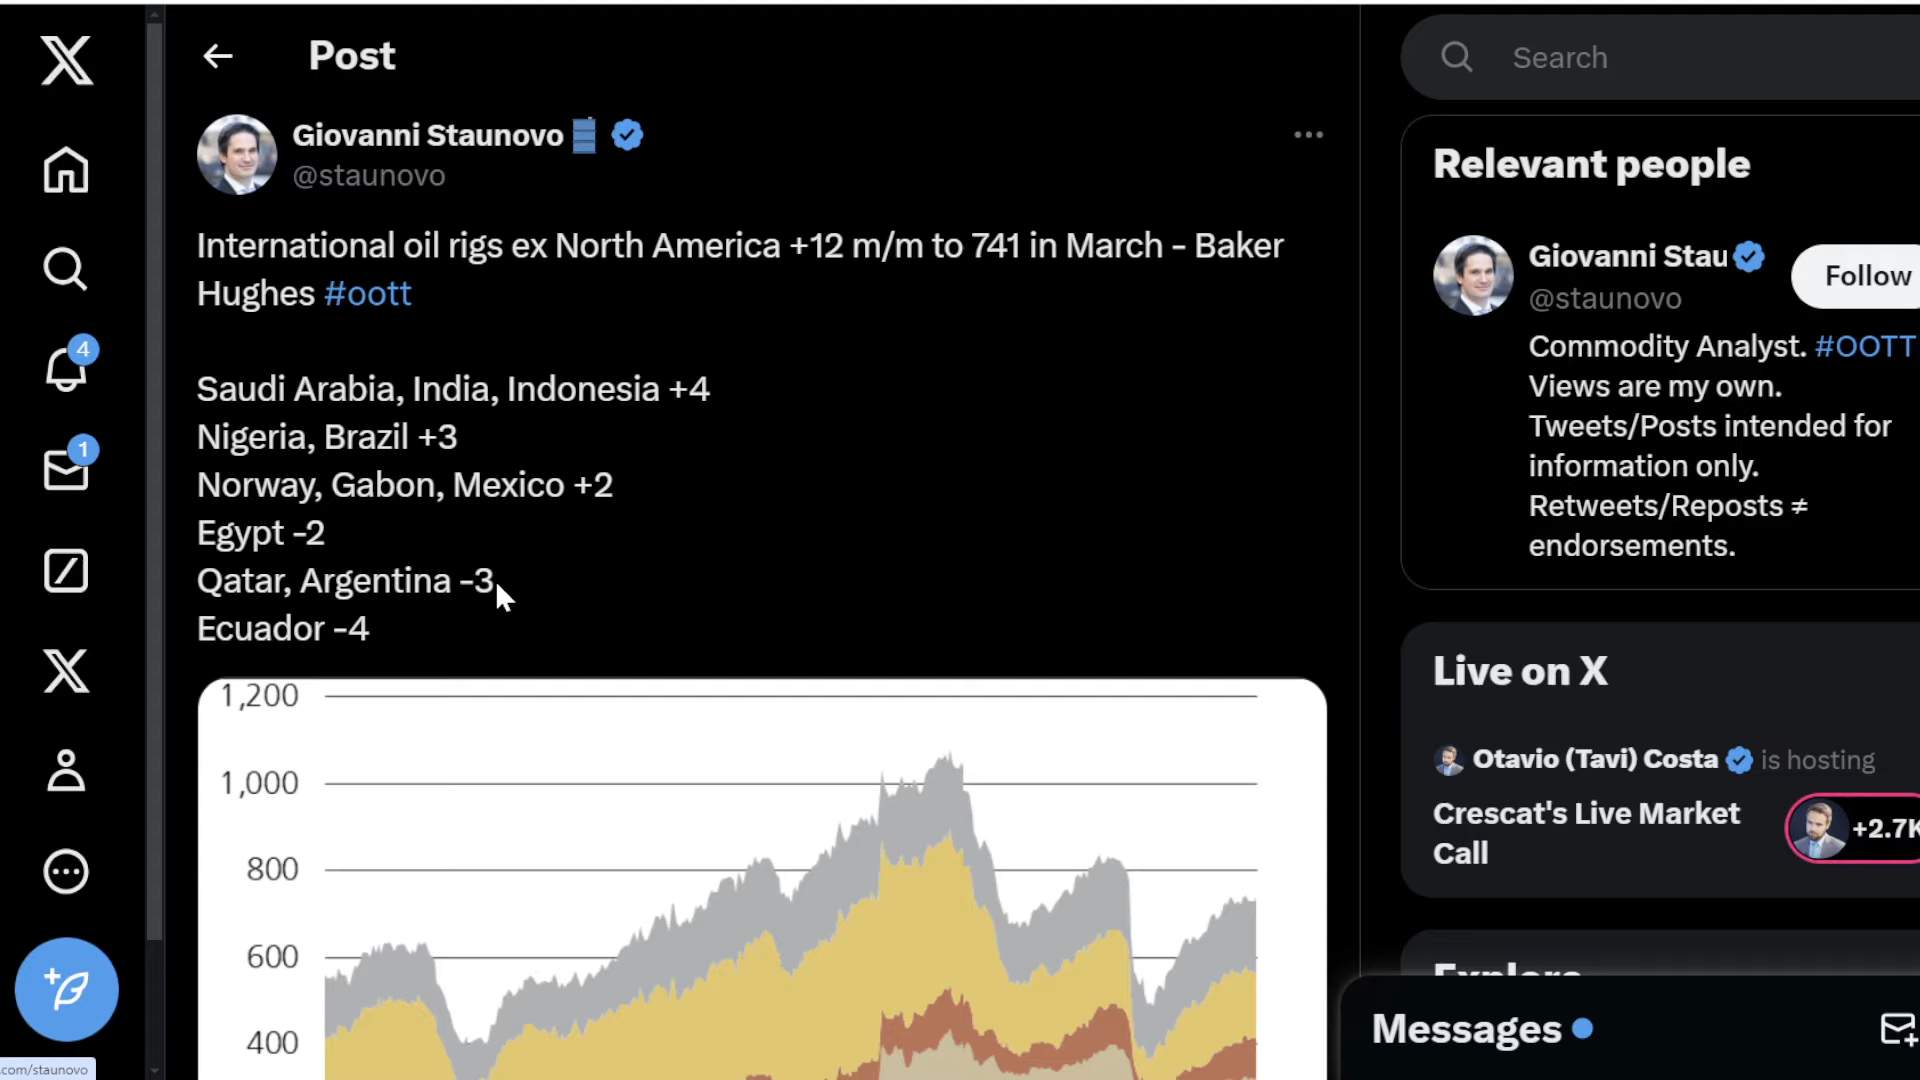 Post
Giovanni Staunovo
@staunovo
International oil rigs ex North America +12 m/m to 741 in March - Baker
Hughes #oott
Saudi Arabia, India, Indonesia +4
Nigeria, Brazil +3
Norway, Gabon, Mexico +2
Egypt -2
Qatar, Argentina -3
Ecuador -4
1,200
1,000
800
600
400
4
1
.com/staunovo
Search
Relevant people
Giovanni Stau
@staunovo
Follow
Commodity Analyst. #OOTT
Views are my own.
Tweets/Posts intended for
information only.
Retweets/Reposts ≠
endorsements.
Live on X
Otavio (Tavi) Costa is hosting
Crescat's Live Market
Call
+2.7K
Explore
Messages